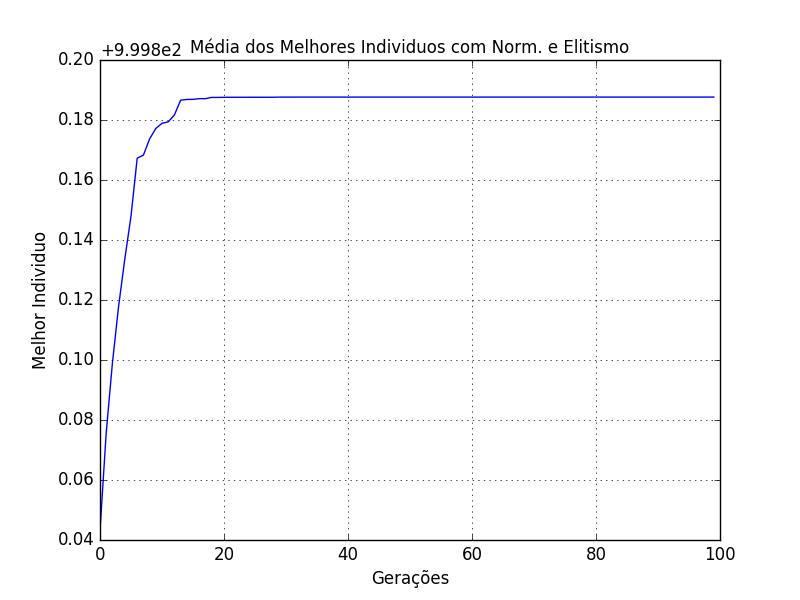 +9.998e2 Média dos Melhores Individuos com Norm. e Elitismo
0.20
0.18
0.16
0.14
0.12
0.10
0.08
0.06
0.04
Melhor Individuo
0 20 40 60 80 100
Gerações